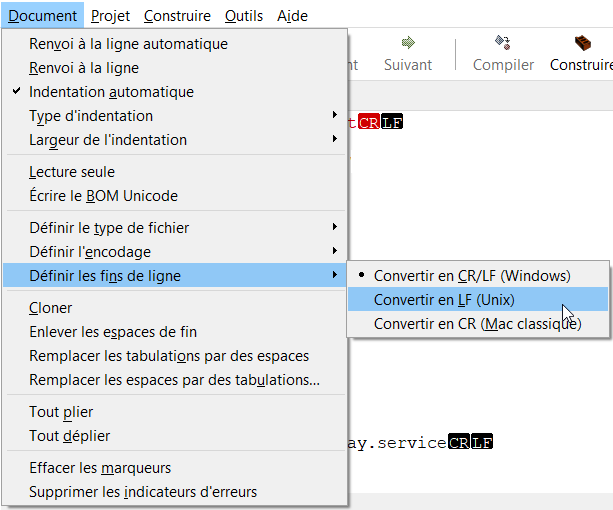 Document Projet Construire Outils Aide
Suivant Compiler Construire
Renvoi à la ligne automatique
Renvoi à la ligne
Indentation automatique
Type d'indentation
Largeur de l'indentation
Lecture seule
Écrire le BOM Unicode
Définir le type de fichier
Définir l'encodage
Définir les fins de ligne
Convertir en CR/LF (Windows)
Convertir en LF (Unix)
Convertir en CR (Mac classique)
Cloner
Enlever les espaces de fin
Remplacer les tabulations par des espaces
Remplacer les espaces par des tabulations...
Tout plier
Tout déplier
Effacer les marqueurs
Supprimer les indicateurs d'erreurs
tCRLF
ay.serviceCRLF